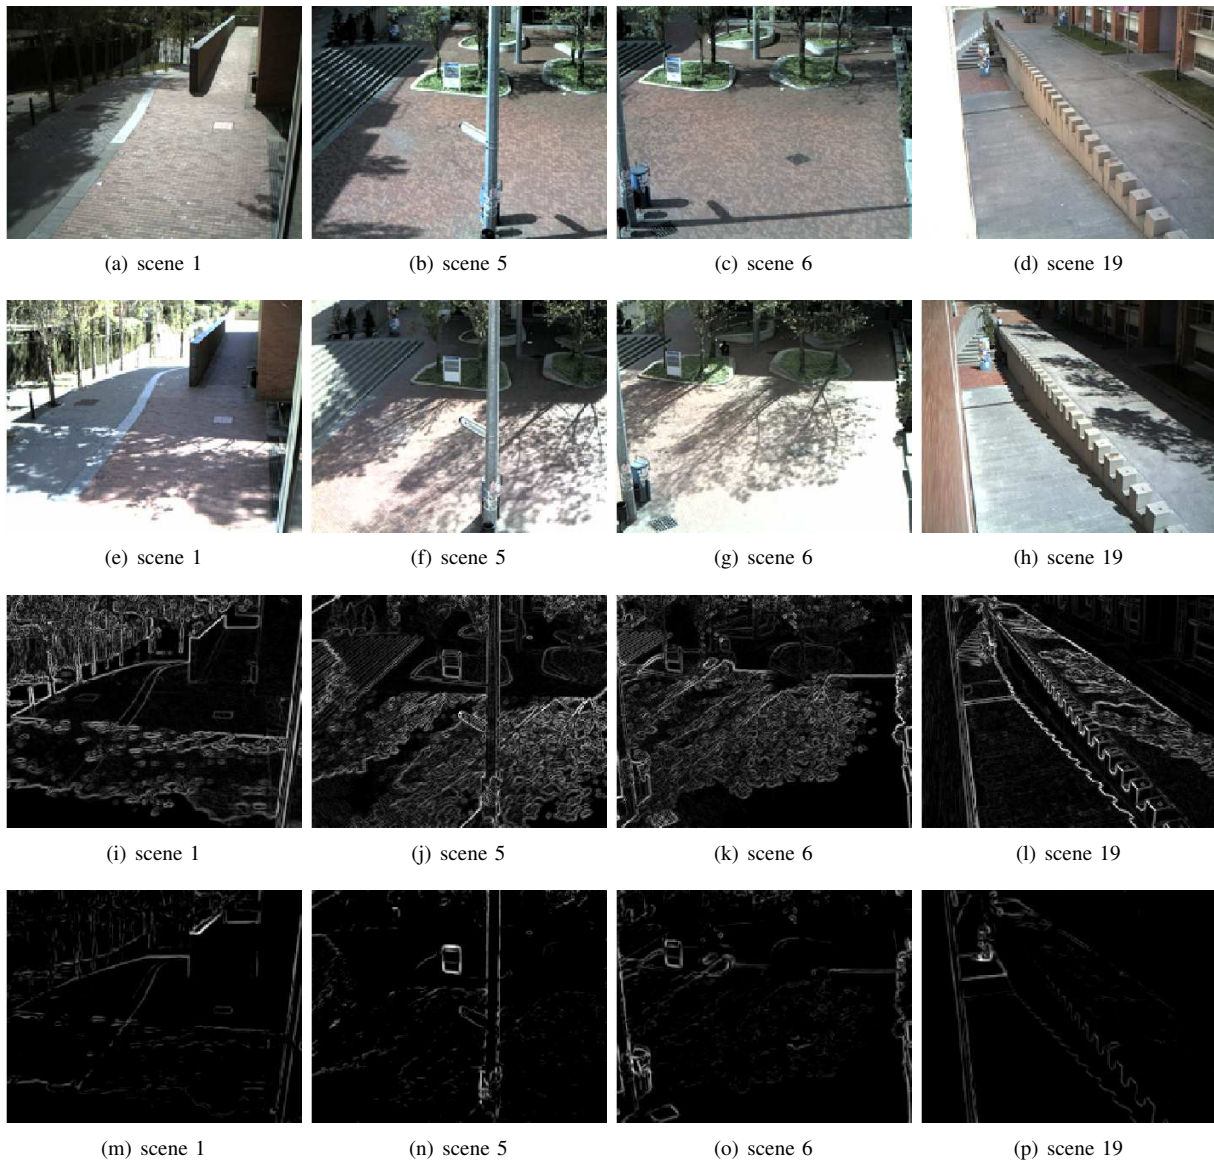 (a) scene 1 (b) scene 5 (c) scene 6 (d) scene 19
(e) scene 1 (f) scene 5 (g) scene 6 (h) scene 19
(i) scene 1 (j) scene 5 (k) scene 6 (l) scene 19
(m) scene 1 (n) scene 5 (o) scene 6 (p) scene 19